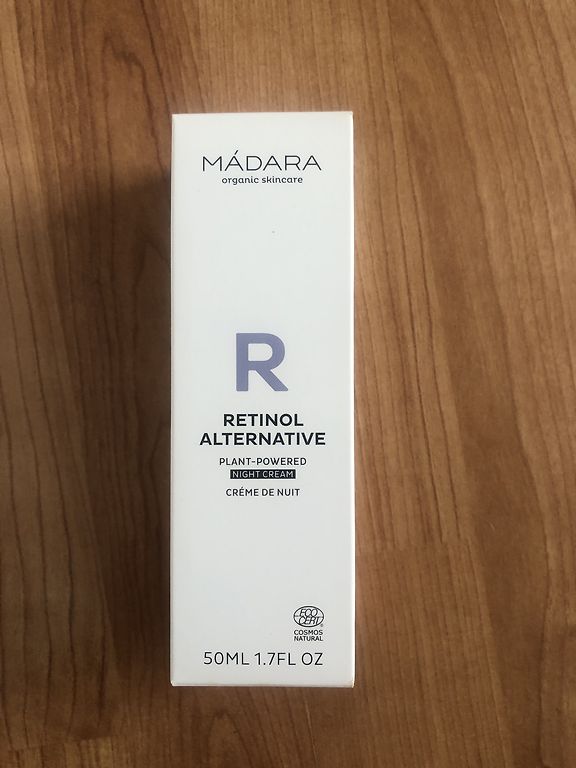 MÁDARA
organic skincare
R
RETINOL
ALTERNATIVE
PLANT-POWERED
NIGHT CREAM
CRÉME DE NUIT
ECO
CERT
COSMOS
NATURAL
50ML 1.7FL OZ